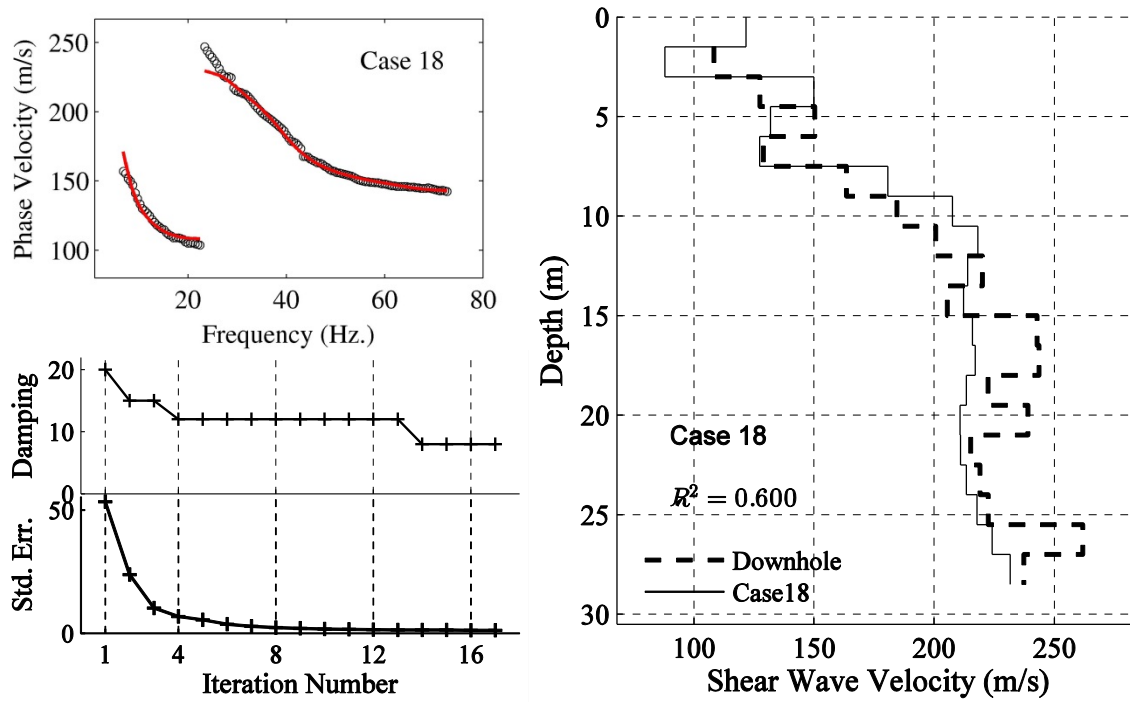 250
200
150
100
Phase Velocity (m/s)
Case 18
20
40
60
80
Frequency (Hz.)
20
10
0
Damping
50
0
Std. Err.
1
4
8
12
16
Iteration Number
0
5
10
15
20
25
30
Depth (m)
Case 18
R² = 0.600
Downhole
Case18
100
150
200
250
Shear Wave Velocity (m/s)